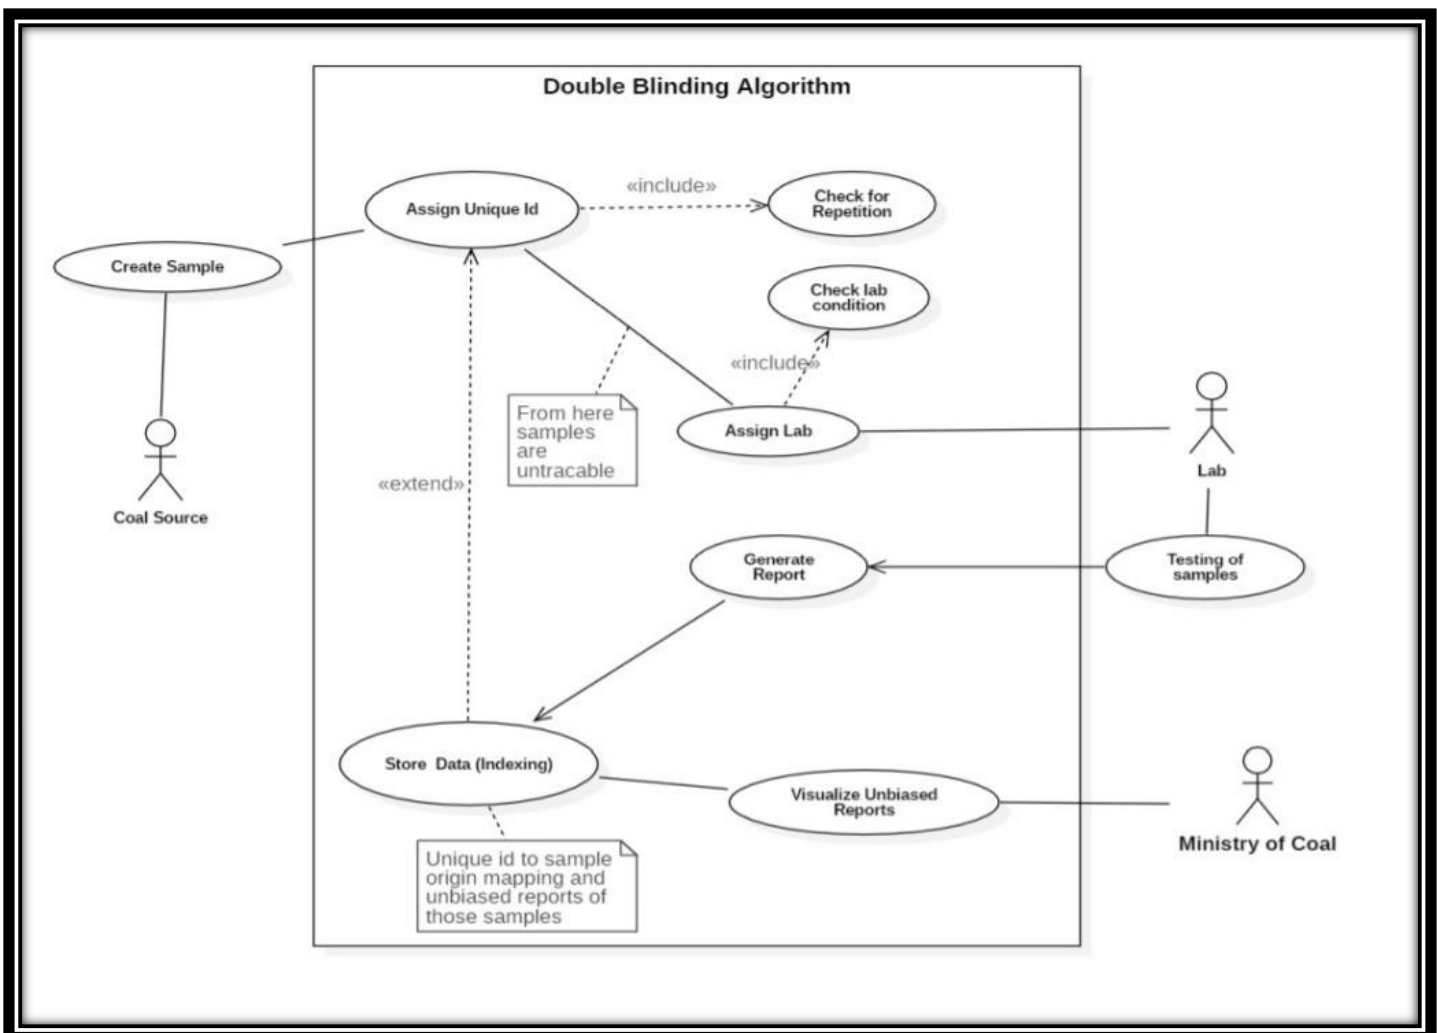 Double Blinding Algorithm
Assign Unique Id
«include»
Check for
Repetition
Create Sample
Check lab
condition
«include»
From here
samples
are
untracable
Assign Lab
Lab
«extend»
Coal Source
Generate
Report
Testing of
samples
Store  Data (Indexing)
Visualize Unbiased
Reports
Ministry of Coal
Unique id to sample
origin mapping and
unbiased reports of
those samples